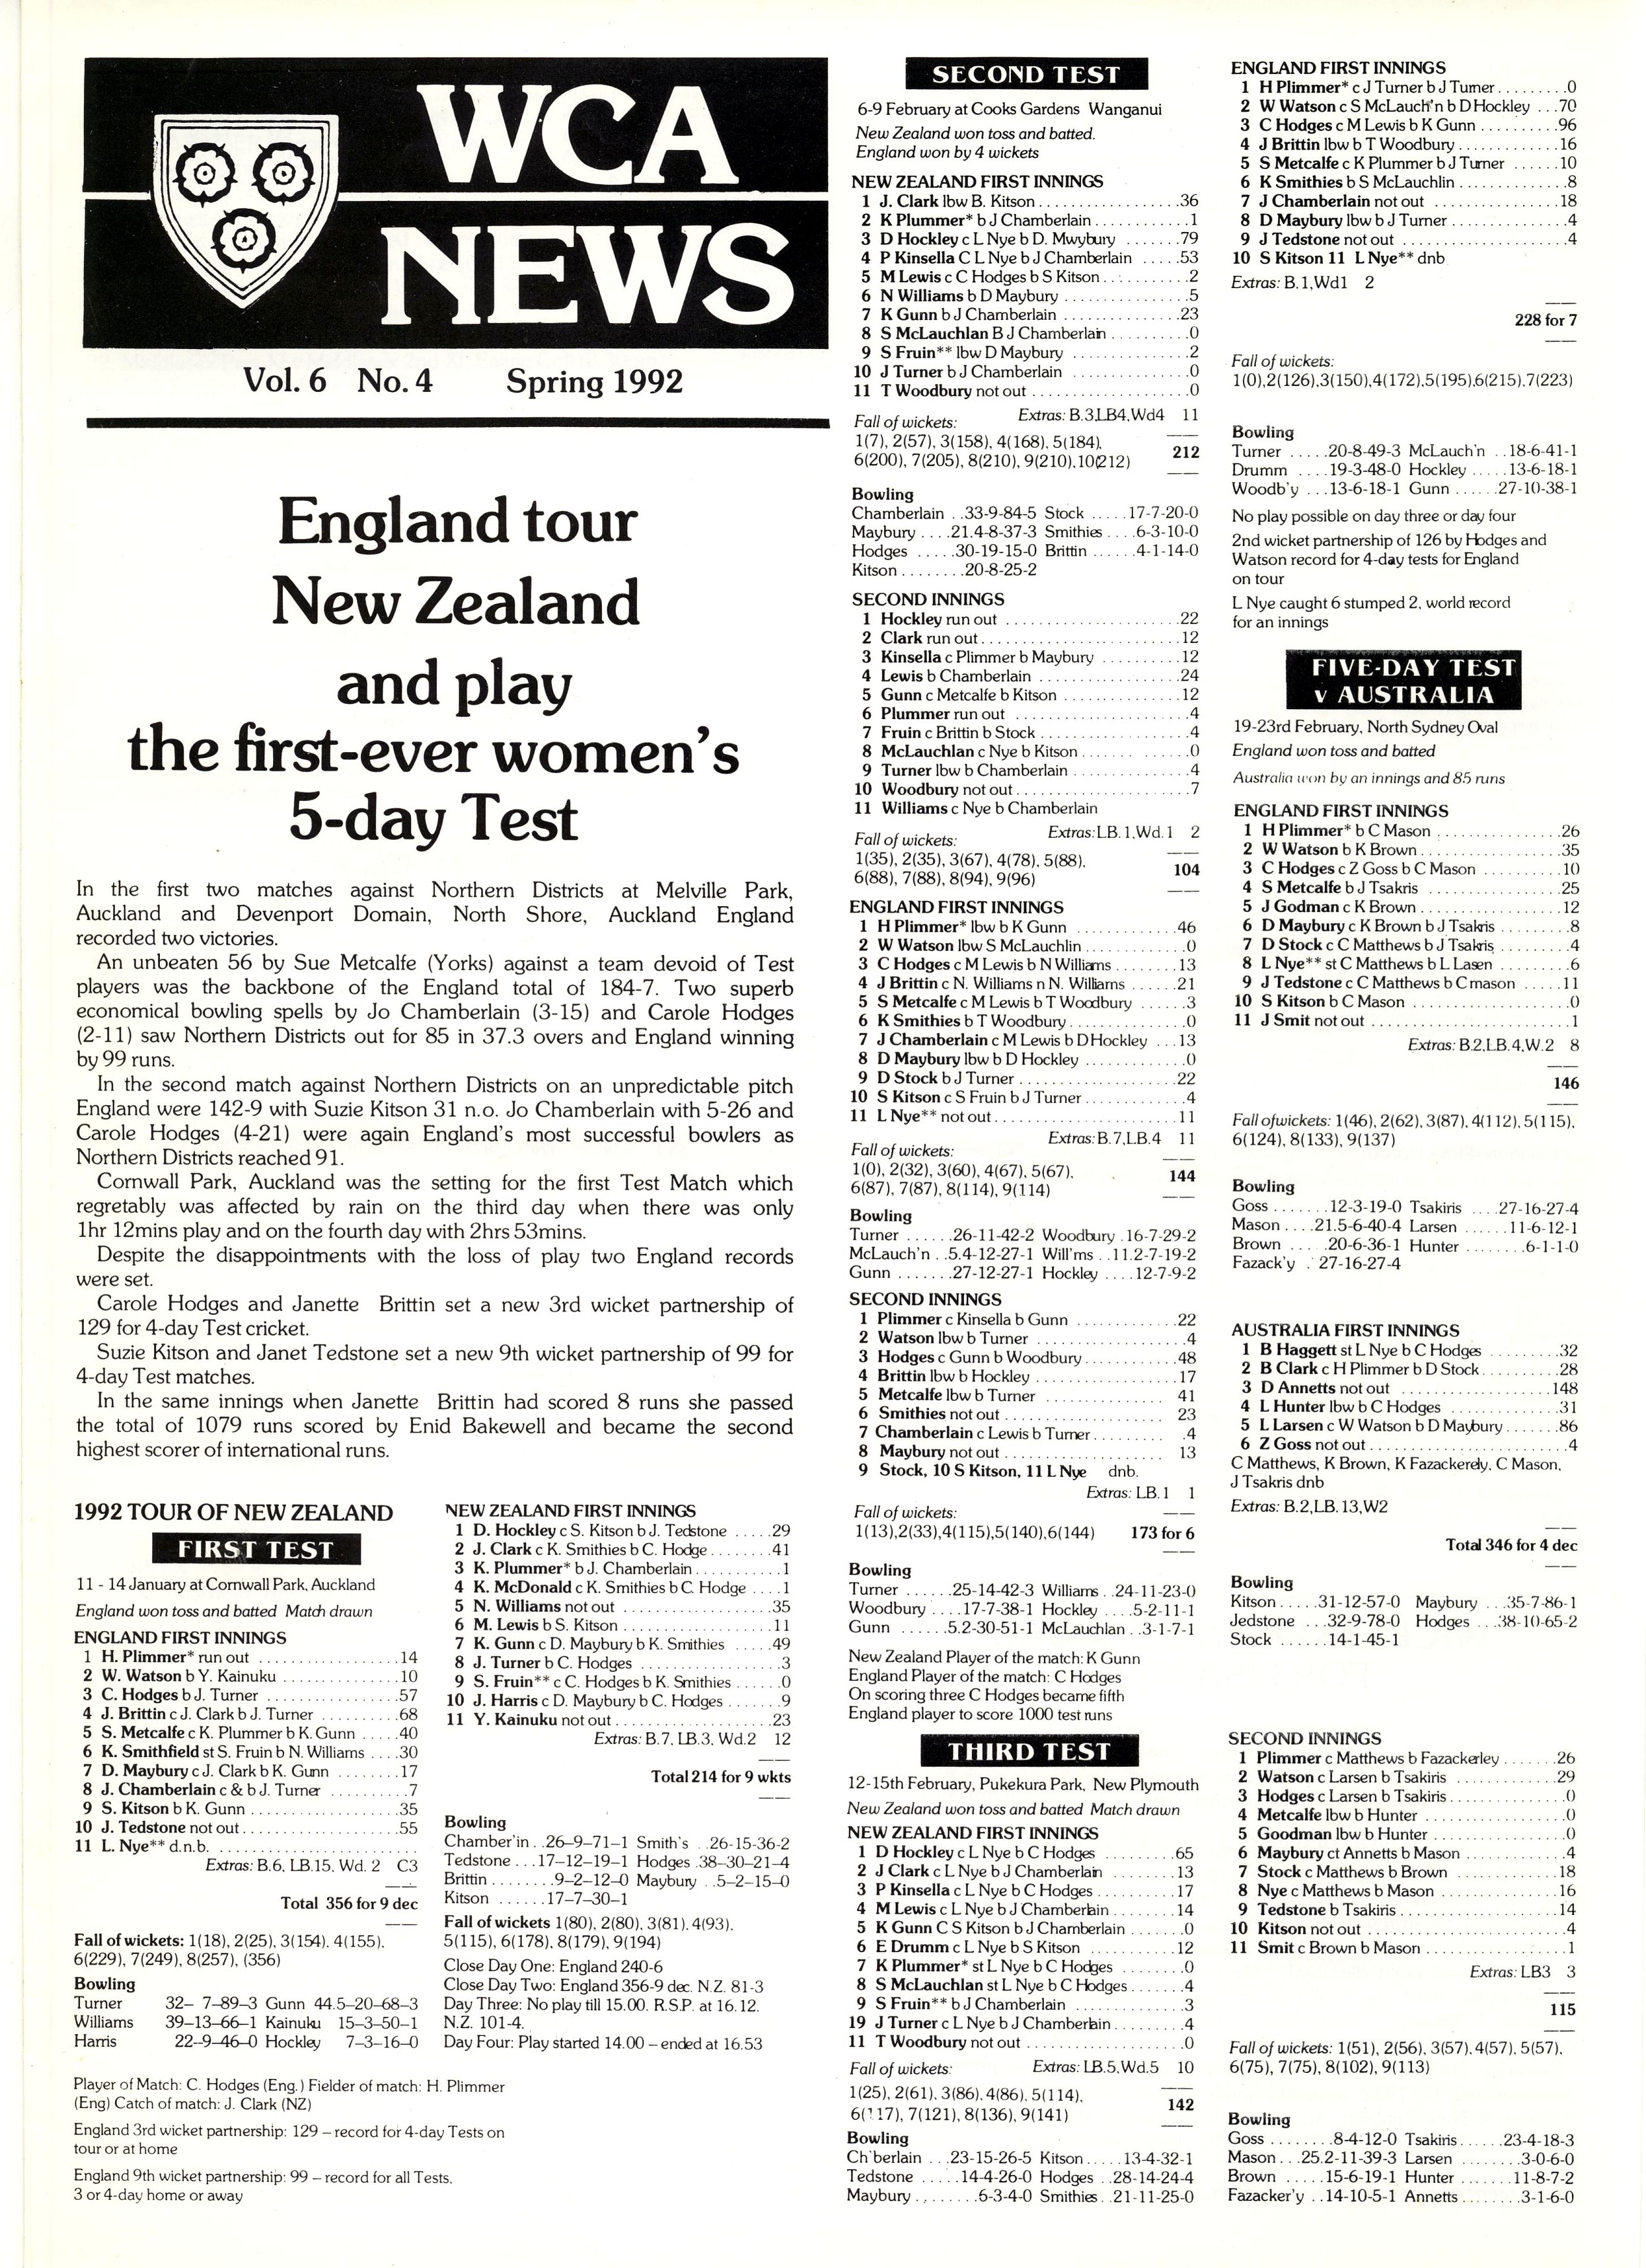 WCA
NEWS
Vol. 6 No. 4 Spring 1992
England tour
New Zealand
and play
the first-ever women's
5-day Test
In the first two matches against Northern Districts at Melville Park,
Auckland and Devenport Domain, North Shore, Auckland England
recorded two victories.
An unbeaten 56 by Sue Metcalfe (Yorks) against a team devoid of Test
players was the backbone of the England total of 184-7. Two superb
economical bowling spells by Jo Chamberlain (3-15) and Carole Hodges
(2-11) saw Northern Districts out for 85 in 37.3 overs and England winning
by 99 runs.
In the second match against Northern Districts on an unpredictable pitch
England were 142-9 with Suzie Kitson 31 n.o. Jo Chamberlain with 5-26 and
Carole Hodges (4-21) were again England's most successful bowlers as
Northern Districts reached 91.
Cornwall Park, Auckland was the setting for the first Test Match which
regretably was affected by rain on the third day when there was only
1hr 12mins play and on the fourth day with 2hrs 53mins.
Despite the disappointments with the loss of play two England records
were set.
Carole Hodges and Janette Brittin set a new 3rd wicket partnership of
129 for 4-day Test cricket.
Suzie Kitson and Janet Tedstone set a new 9th wicket partnership of 99 for
4-day Test matches.
In the same innings when Janette Brittin had scored 8 runs she passed
the total of 1079 runs scored by Enid Bakewell and became the second
highest scorer of international runs.
1992 TOUR OF NEW ZEALAND
FIRST TEST
11 - 14 January at Cornwall Park, Auckland
England won toss and batted Match drawn
ENGLAND FIRST INNINGS
1 H. Plimmer* run out ..................14
2 W. Watson b Y. Kainuku ...............10
3 C. Hodges b J. Turner ..................57
4 J. Brittin c J. Clark b J. Turner ..........68
5 S. Metcalfe c K. Plummer b K. Gunn .....40
6 K. Smithfield st S. Fruin b N. Williams ....30
7 D. Maybury c J. Clark b K. Gunn ........17
8 J. Chamberlain c & b J. Turner ..........7
9 S. Kitson b K. Gunn ....................35
10 J. Tedstone not out .....................55
11 L. Nye** d.n.b. ..........................
Extras: B.6, LB.15, Wd. 2 C3
Total 356 for 9 dec
Fall of wickets: 1(18), 2(25), 3(154), 4(155),
6(229), 7(249), 8(257), (356)
Bowling
Turner 32- 7-89-3 Gunn 44.5-20-68-3
Williams 39-13-66-1 Kainuku 15-3-50-1
Harris 22--9-46-0 Hockley 7-3-16-0
Player of Match: C. Hodges (Eng.) Fielder of match: H. Plimmer
(Eng) Catch of match: J. Clark (NZ)
England 3rd wicket partnership: 129 – record for 4-day Tests on
tour or at home
England 9th wicket partnership: 99 – record for all Tests.
3 or 4-day home or away
NEW ZEALAND FIRST INNINGS
1 D. Hockley c S. Kitson b J. Tedstone .....29
2 J. Clark c K. Smithies b C. Hodge ........41
3 K. Plummer* b J. Chamberlain ...........1
4 K. McDonald c K. Smithies b C. Hodge ....1
5 N. Williams not out ....................35
6 M. Lewis b S. Kitson ...................11
7 K. Gunn c D. Maybury b K. Smithies .....49
8 J. Turner b C. Hodges ..................3
9 S. Fruin** c C. Hodges b K. Smithies ......0
10 J. Harris c D. Maybury b C. Hodges .......9
11 Y. Kainuku not out .....................23
Extras: B.7, LB.3, Wd.2 12
Total 214 for 9 wkts
Bowling
Chamber'in ..26–9–71–1 Smith's ..26-15-36-2
Tedstone ...17–12–19–1 Hodges .38–30–21–4
Brittin ........9–2–12–0 Maybury ..5–2–15–0
Kitson ......17–7–30–1
Fall of wickets 1(80), 2(80), 3(81), 4(93),
5(115), 6(178), 8(179), 9(194)
Close Day One: England 240-6
Close Day Two: England 356-9 dec. N.Z. 81-3
Day Three: No play till 15.00. R.S.P. at 16.12.
N.Z. 101-4.
Day Four: Play started 14.00 – ended at 16.53
SECOND TEST
6-9 February at Cooks Gardens Wanganui
New Zealand won toss and batted.
England won by 4 wickets
NEW ZEALAND FIRST INNINGS
1 J. Clark lbw B. Kitson ..................36
2 K Plummer* b J Chamberlain ............1
3 D Hockley c L Nye b D. Mwybury .......79
4 P Kinsella C L Nye b J Chamberlain .....53
5 M Lewis c C Hodges b S Kitson ...........2
6 N Williams b D Maybury ................5
7 K Gunn b J Chamberlain ...............23
8 S McLauchlan B J Chamberlain ..........0
9 S Fruin** lbw D Maybury ...............2
10 J Turner b J Chamberlain ...............0
11 T Woodbury not out ....................0
Fall of wickets: Extras: B.3,LB4,Wd4 11
1(7), 2(57), 3(158), 4(168), 5(184),
6(200), 7(205), 8(210), 9(210),10(212) 212
Bowling
Chamberlain ..33-9-84-5 Stock .....17-7-20-0
Maybury ....21.4-8-37-3 Smithies ....6-3-10-0
Hodges .....30-19-15-0 Brittin ......4-1-14-0
Kitson ........20-8-25-2
SECOND INNINGS
1 Hockley run out ......................22
2 Clark run out .........................12
3 Kinsella c Plimmer b Maybury ..........12
4 Lewis b Chamberlain ..................24
5 Gunn c Metcalfe b Kitson ...............12
6 Plummer run out ......................4
7 Fruin c Brittin b Stock ..................4
8 McLauchlan c Nye b Kitson .............0
9 Turner lbw b Chamberlain ..............4
10 Woodbury not out ......................7
11 Williams c Nye b Chamberlain
Fall of wickets: Extras: LB.1,Wd.1 2
1(35), 2(35), 3(67), 4(78), 5(88),
6(88), 7(88), 8(94), 9(96) 104
ENGLAND FIRST INNINGS
1 H Plimmer* lbw b K Gunn .............46
2 W Watson lbw S McLauchlin ............0
3 C Hodges c M Lewis b N Williams ........13
4 J Brittin c N. Williams n N. Williams ......21
5 S Metcalfe c M Lewis b T Woodbury ......3
6 K Smithies b T Woodbury ...............0
7 J Chamberlain c M Lewis b D Hockley ...13
8 D Maybury lbw b D Hockley ............0
9 D Stock b J Turner ....................22
10 S Kitson c S Fruin b J Turner .............4
11 L Nye** not out .......................11
Fall of wickets: Extras: B.7,LB.4 11
1(0), 2(32), 3(60), 4(67), 5(67),
6(87), 7(87), 8(114), 9(114) 144
Bowling
Turner ......26-11-42-2 Woodbury .16-7-29-2
McLauch'n ..5.4-12-27-1 Will'ms ..11.2-7-19-2
Gunn .......27-12-27-1 Hockley ....12-7-9-2
SECOND INNINGS
1 Plimmer c Kinsella b Gunn .............22
2 Watson lbw b Turner ...................4
3 Hodges c Gunn b Woodbury ............48
4 Brittin lbw b Hockley ..................17
5 Metcalfe lbw b Turner ............... 41
6 Smithies not out .................... 23
7 Chamberlain c Lewis b Turner ......... .4
8 Maybury not out .................... 13
9 Stock, 10 S Kitson, 11 L Nye dnb.
Extras: LB.1 1
Fall of wickets:
1(13),2(33),4(115),5(140),6(144) 173 for 6
Bowling
Turner ......25-14-42-3 Williams ..24-11-23-0
Woodbury ....17-7-38-1 Hockley ....5-2-11-1
Gunn ......5.2-30-51-1 McLauchlan ..3-1-7-1
New Zealand Player of the match: K Gunn
England Player of the match: C Hodges
On scoring three C Hodges became fifth
England player to score 1000 test runs
THIRD TEST
12-15th February, Pukekura Park, New Plymouth
New Zealand won toss and batted Match drawn
NEW ZEALAND FIRST INNINGS
1 D Hockley c L Nye b C Hodges .........65
2 J Clark c L Nye b J Chamberlain ........13
3 P Kinsella c L Nye b C Hodges ..........17
4 M Lewis c L Nye b J Chamberlain .......14
5 K Gunn C S Kitson b J Chamberlain ......0
6 E Drumm c L Nye b S Kitson ...........12
7 K Plummer* st L Nye b C Hodges .......0
8 S McLauchlan st L Nye b C Hodges .......4
9 S Fruin** b J Chamberlain ..............3
19 J Turner c L Nye b J Chamberlain .........4
11 T Woodbury not out ....................0
Fall of wickets: Extras: LB.5,Wd.5 10
1(25), 2(61), 3(86), 4(86), 5(114),
6(117), 7(121), 8(136), 9(141) 142
Bowling
Ch'berlain ...23-15-26-5 Kitson .....13-4-32-1
Tedstone .....14-4-26-0 Hodges ..28-14-24-4
Maybury .........6-3-4-0 Smithies ..21-11-25-0
ENGLAND FIRST INNINGS
1 H Plimmer* c J Turner b J Turner .........0
2 W Watson c S McLauch'n b D Hockley ...70
3 C Hodges c M Lewis b K Gunn ..........96
4 J Brittin lbw b T Woodbury .............16
5 S Metcalfe c K Plummer b J Turner ......10
6 K Smithies b S McLauchlin ..............8
7 J Chamberlain not out .................18
8 D Maybury lbw b J Turner ...............4
9 J Tedstone not out .....................4
10 S Kitson 11 L Nye** dnb
Extras: B.1,Wd1 2
228 for 7
Fall of wickets:
1(0),2(126),3(150),4(172),5(195),6(215),7(223)
Bowling
Turner .....20-8-49-3 McLauch'n ..18-6-41-1
Drumm ....19-3-48-0 Hockley .....13-6-18-1
Woodb'y ...13-6-18-1 Gunn ......27-10-38-1
No play possible on day three or day four
2nd wicket partnership of 126 by Hodges and
Watson record for 4-day tests for England
on tour
L Nye caught 6 stumped 2, world record
for an innings
FIVE-DAY TEST
v AUSTRALIA
19-23rd February, North Sydney Oval
England won toss and batted
Australia won by an innings and 85 runs
ENGLAND FIRST INNINGS
1 H Plimmer* b C Mason ................26
2 W Watson b K Brown ..................35
3 C Hodges c Z Goss b C Mason ..........10
4 S Metcalfe b J Tsakris .................25
5 J Godman c K Brown ..................12
6 D Maybury c K Brown b J Tsakris .........8
7 D Stock c C Matthews b J Tsakris .........4
8 L Nye** st C Matthews b L Lasen .........6
9 J Tedstone c C Matthews b C mason .....11
10 S Kitson b C Mason ....................0
11 J Smit not out .........................1
Extras: B.2,LB.4,W.2 8
146
Fall of wickets: 1(46), 2(62), 3(87), 4(112), 5(115),
6(124), 8(133), 9(137)
Bowling
Goss .......12-3-19-0 Tsakiris ....27-16-27-4
Mason ....21.5-6-40-4 Larsen ......11-6-12-1
Brown .....20-6-36-1 Hunter ........6-1-1-0
Fazack'y . 27-16-27-4
AUSTRALIA FIRST INNINGS
1 B Haggett st L Nye b C Hodges .........32
2 B Clark c H Plimmer b D Stock ..........28
3 D Annetts not out ...................148
4 L Hunter lbw b C Hodges ..............31
5 L Larsen c W Watson b D Maybury .......86
6 Z Goss not out .........................4
C Matthews, K Brown, K Fazackerely, C Mason,
J Tsakris dnb
Extras: B.2,LB.13,W2
Total 346 for 4 dec
Bowling
Kitson .....31-12-57-0 Maybury ...35-7-86-1
Jedstone ...32-9-78-0 Hodges ...38-10-65-2
Stock ......14-1-45-1
SECOND INNINGS
1 Plimmer c Matthews b Fazackerley .......26
2 Watson c Larsen b Tsakiris .............29
3 Hodges c Larsen b Tsakiris ..............0
4 Metcalfe lbw b Hunter .................0
5 Goodman lbw b Hunter ................0
6 Maybury ct Annetts b Mason ............4
7 Stock c Matthews b Brown .............18
8 Nye c Matthews b Mason ..............16
9 Tedstone b Tsakiris ....................14
10 Kitson not out .........................4
11 Smit c Brown b Mason .................1
Extras: LB3 3
115
Fall of wickets: 1(51), 2(56), 3(57), 4(57), 5(57),
6(75), 7(75), 8(102), 9(113)
Bowling
Goss ........8-4-12-0 Tsakiris ......23-4-18-3
Mason ...25.2-11-39-3 Larsen ........3-0-6-0
Brown .....15-6-19-1 Hunter .......11-8-7-2
Fazacker'y ..14-10-5-1 Annetts ........3-1-6-0